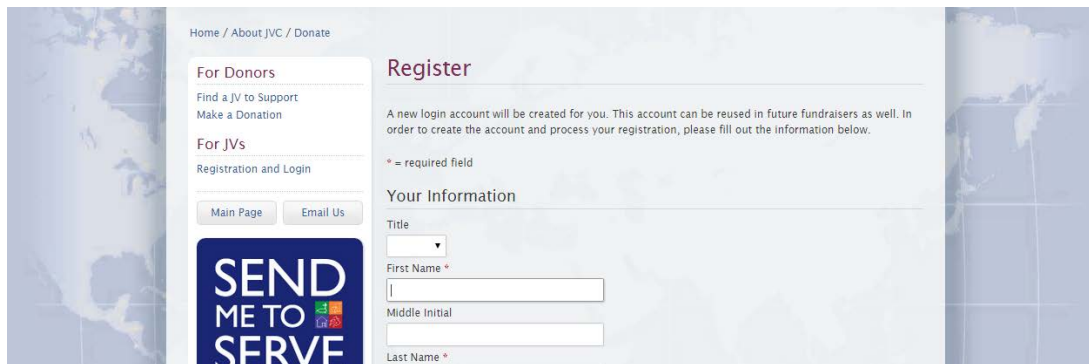 Home / About JVC / Donate
For Donors
Find a JV to Support
Make a Donation
For JVs
Registration and Login
Main Page
Email Us
SEND
ME TO
SERVE
Register
A new login account will be created for you. This account can be reused in future fundraisers as well. In
order to create the account and process your registration, please fill out the information below.
* = required field
Your Information
Title
First Name *
Middle Initial
Last Name *